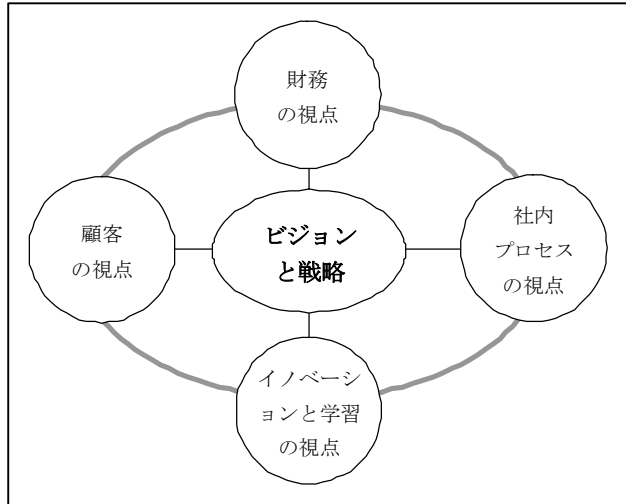 財務
の視点
顧客
の視点
ビジョン
と戦略
社内
プロセス
の視点
イノベーシ
ョンと学習
の視点